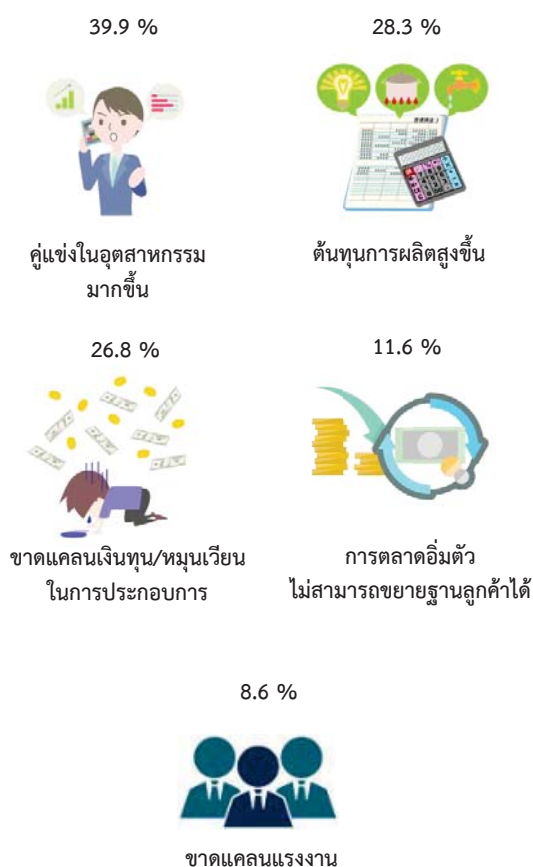 39.9 %
28.3 %
คู่แข่งในอุตสาหกรรม
มากขึ้น
ต้นทุนการผลิตสูงขึ้น
26.8 %
11.6 %
ขาดแคลนเงินทุน/หมุนเวียน
ในการประกอบการ
การตลาดอิ่มตัว
ไม่สามารถขยายฐานลูกค้าได้
8.6 %
ขาดแคลนแรงงาน